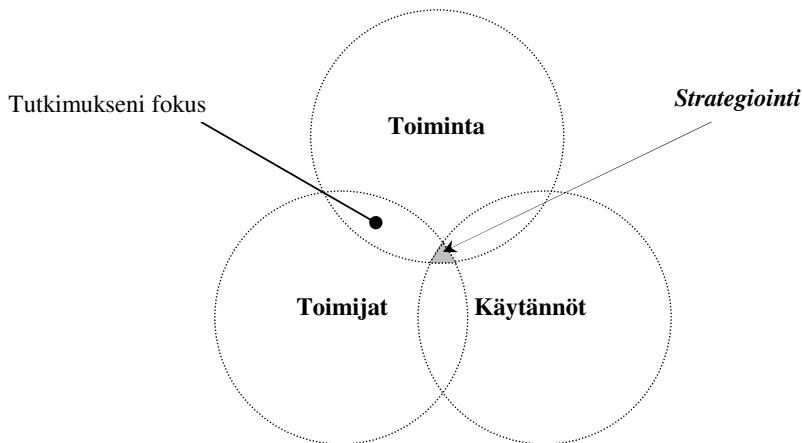 Tutkimukseni fokus
Strategiointi
Toiminta
Toimijat
Käytännöt